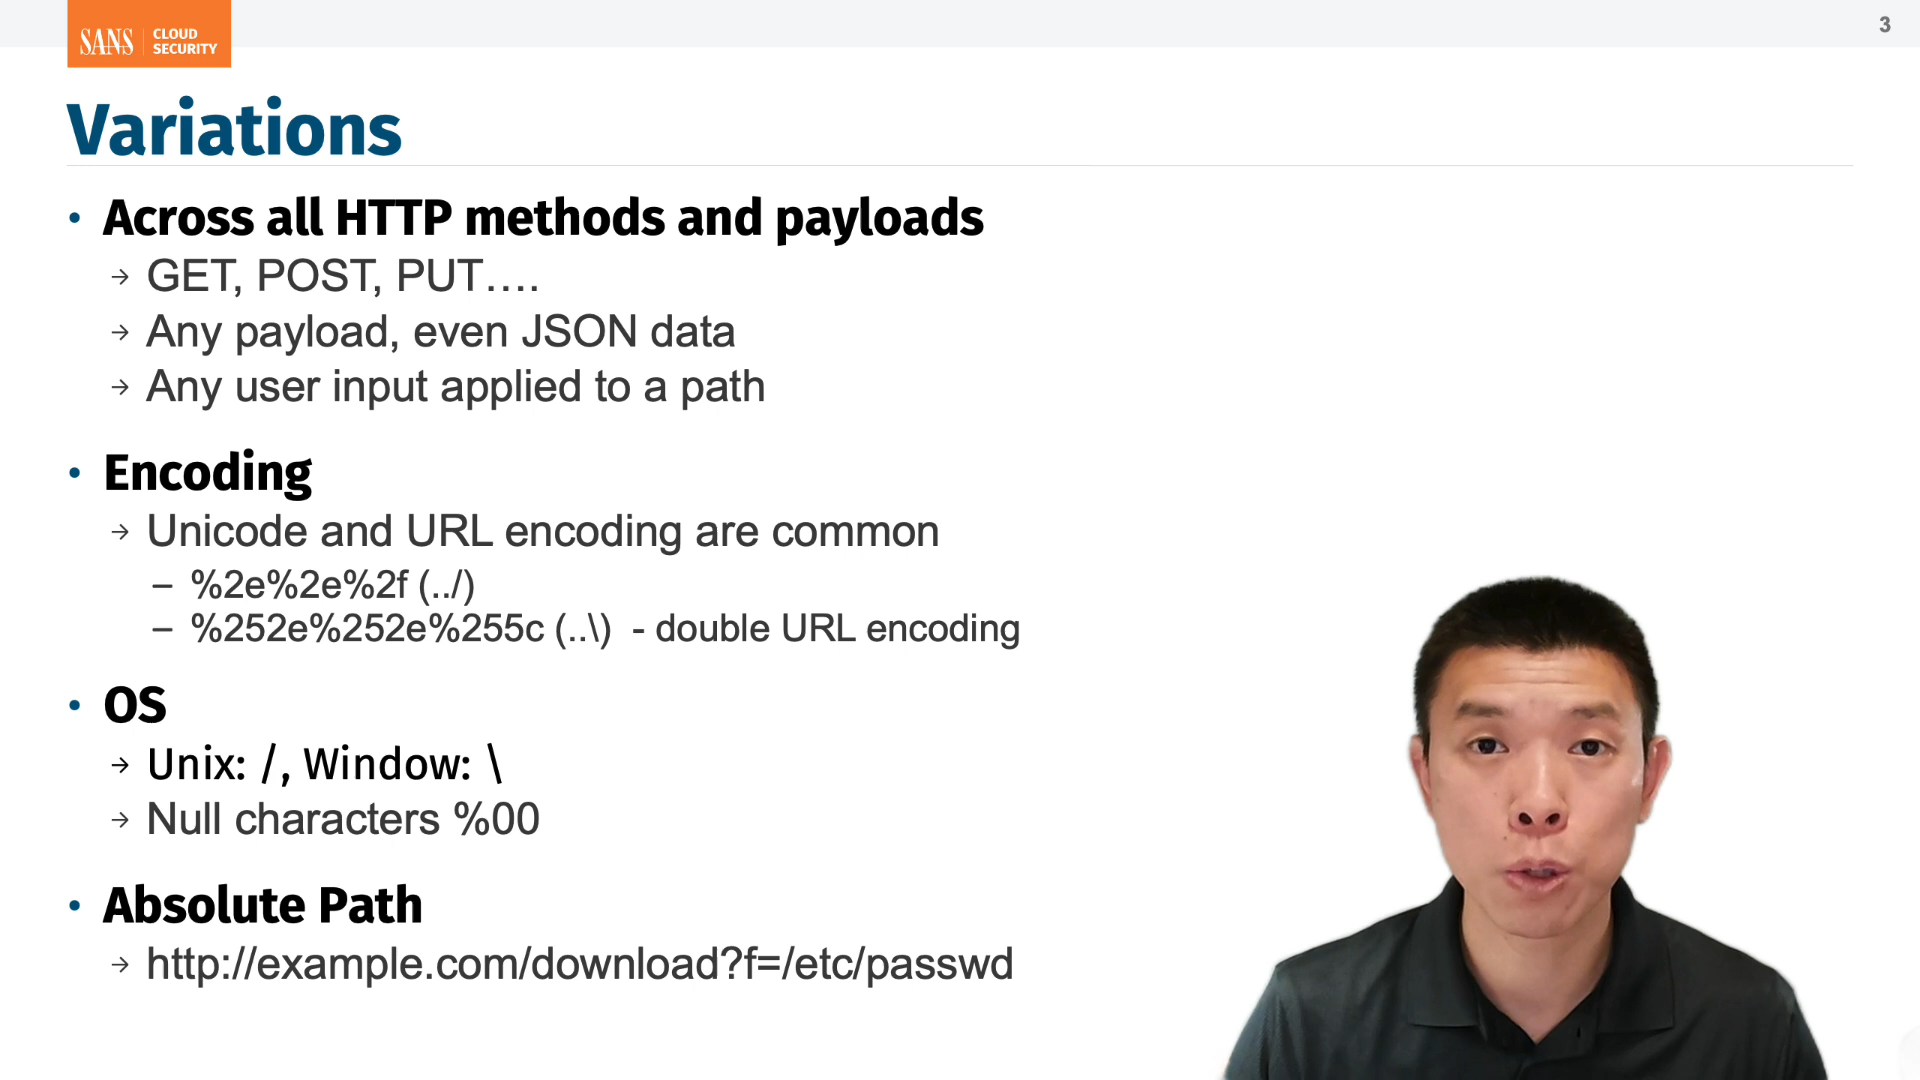 3
SANS
CLOUD
SECURITY
Variations
• Across all HTTP methods and payloads
→ GET, POST, PUT….
→ Any payload, even JSON data
→ Any user input applied to a path
• Encoding
→ Unicode and URL encoding are common
– %2e%2e%2f (../)
– %252e%252e%255c (..\) - double URL encoding
• OS
→ Unix: /, Window: \
→ Null characters %00
• Absolute Path
→ http://example.com/download?f=/etc/passwd